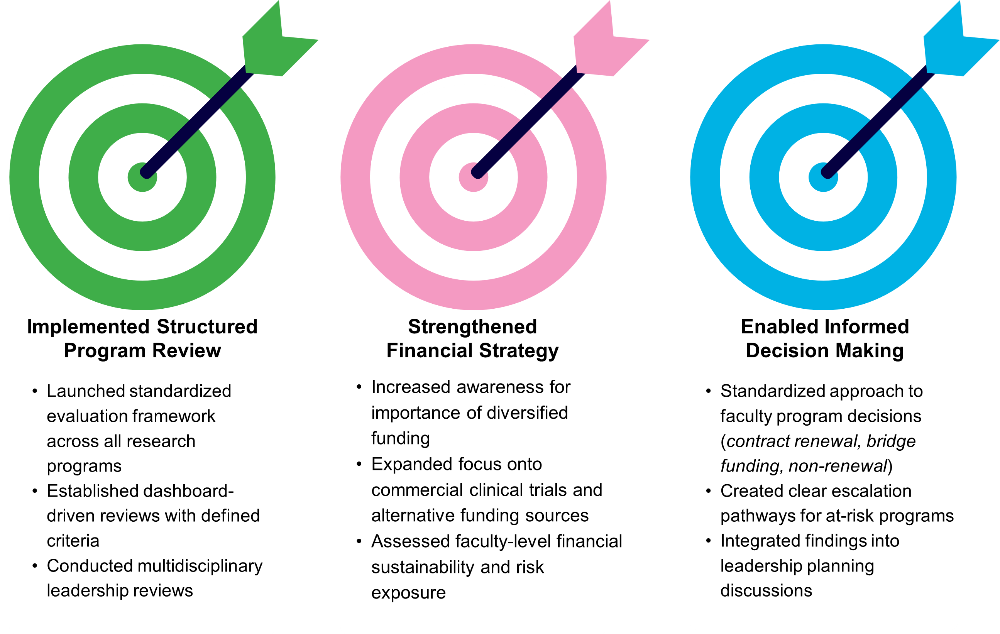 Implemented Structured
Program Review
• Launched standardized
evaluation framework
across all research
programs
• Established dashboard-
driven reviews with defined
criteria
• Conducted multidisciplinary
leadership reviews
Strengthened
Financial Strategy
• Increased awareness for
importance of diversified
funding
• Expanded focus onto
commercial clinical trials and
alternative funding sources
• Assessed faculty-level financial
sustainability and risk
exposure
Enabled Informed
Decision Making
• Standardized approach to
faculty program decisions
(contract renewal, bridge
funding, non-renewal)
• Created clear escalation
pathways for at-risk programs
• Integrated findings into
leadership planning
discussions